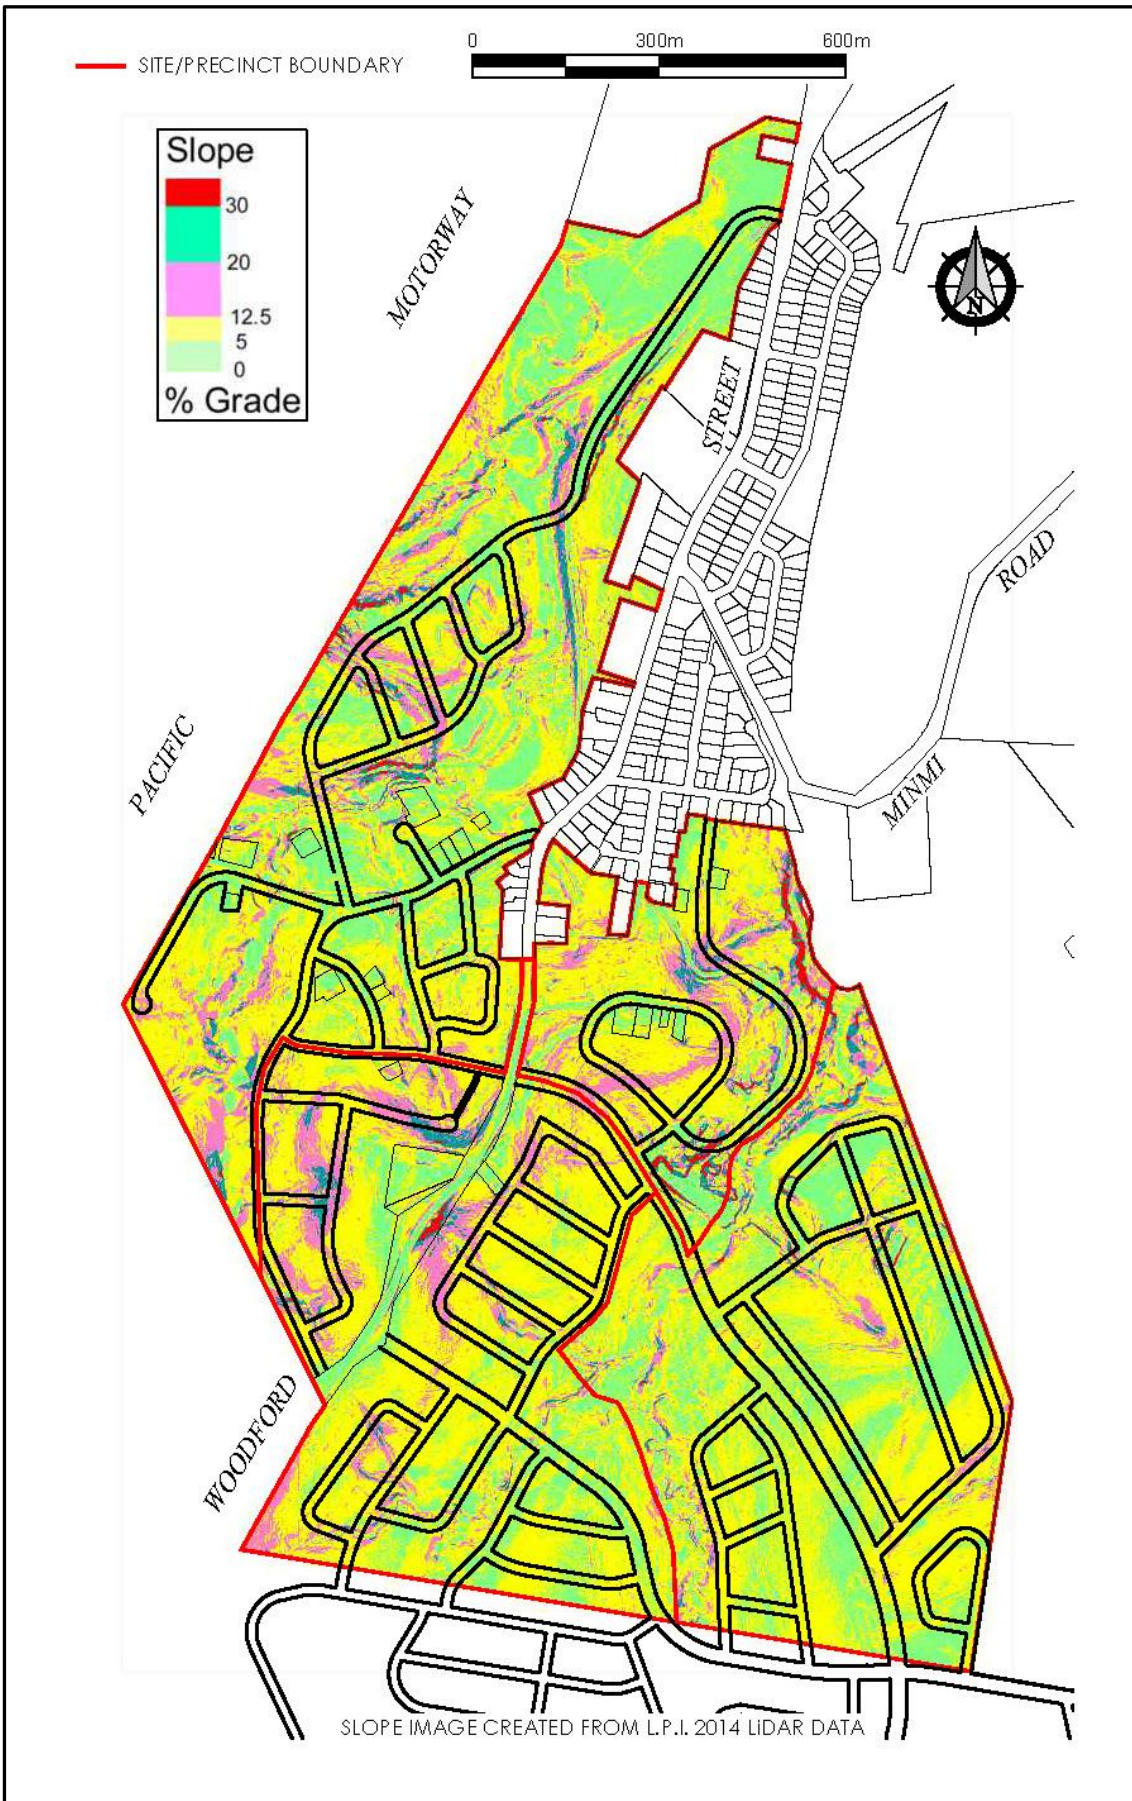 0 300m 600m
SITE/PRECINCT BOUNDARY
Slope
30
20
12.5
5
0
% Grade
MOTORWAY
N
STREET
ROAD
PACIFIC
MINMI
WOODFORD
SLOPE IMAGE CREATED FROM L.P.I. 2014 LiDAR DATA